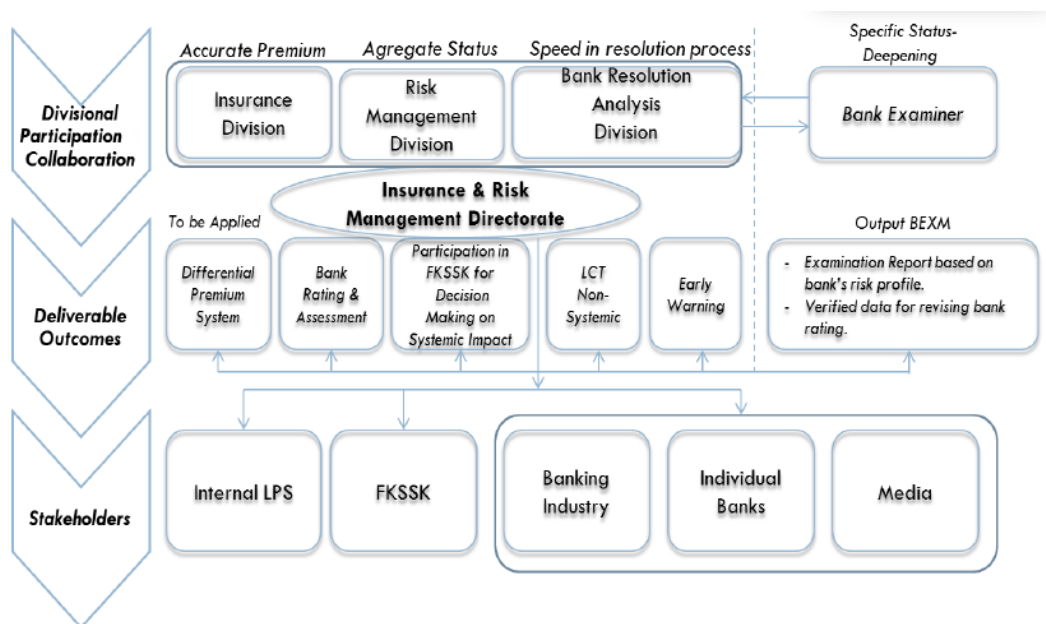 Accurate Premium
Agregate Status
Speed in resolution process
Specific Status-
Deepening
Divisional
Participation
Collaboration
Insurance
Division
Risk
Management
Division
Bank Resolution
Analysis
Division
Bank Examiner
Insurance & Risk
Management Directorate
To be Applied
Output BEXM
Deliverable
Outcomes
Differential
Premium
System
Bank
Rating &
Assessment
Participation in
FKSSK for
Decision
Making on
Systemic Impact
LCT
Non-
Systemic
Early
Warning
- Examination Report based on
bank's risk profile.
- Verified data for revising bank
rating.
Stakeholders
Internal LPS
FKSSK
Banking
Industry
Individual
Banks
Media